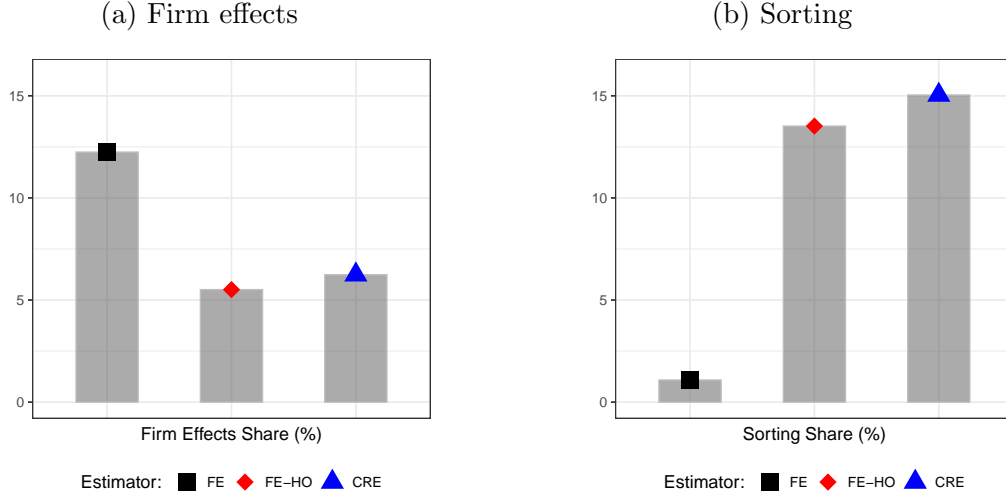 (a) Firm effects
15
10
5
0
Firm Effects Share (%)
Estimator: FE FE−HO CRE
(b) Sorting
15
10
5
0
Sorting Share (%)
Estimator: FE FE−HO CRE